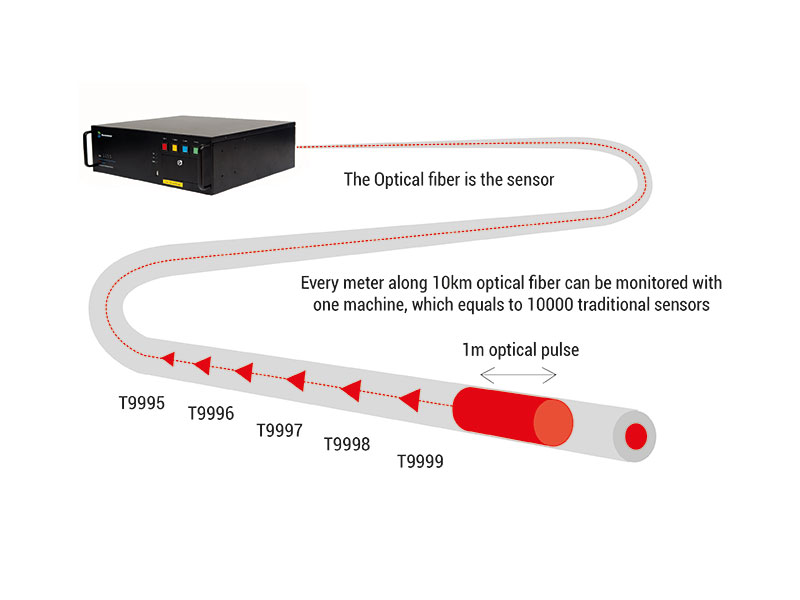 The Optical fiber is the sensor
Every meter along 10km optical fiber can be monitored with
one machine, which equals to 10000 traditional sensors
1m optical pulse
T9995
T9996
T9997
T9998
T9999